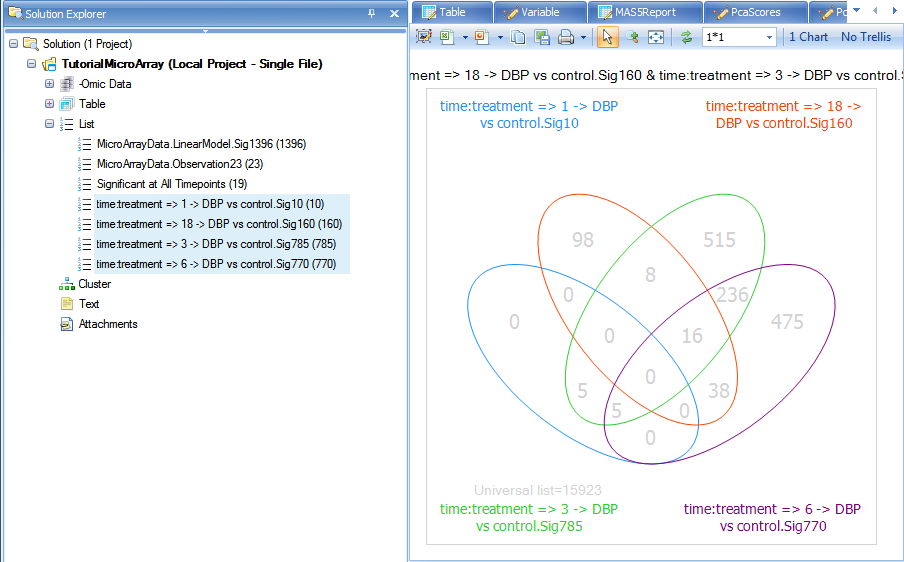 Solution Explorer
Solution (1 Project)
TutorialMicroArray (Local Project - Single File)
-Omic Data
Table
List
MicroArrayData.LinearModel.Sig1396 (1396)
MicroArrayData.Observation23 (23)
Significant at All Timepoints (19)
time:treatment => 1 -> DBP vs control.Sig10 (10)
time:treatment => 18 -> DBP vs control.Sig160 (160)
time:treatment => 3 -> DBP vs control.Sig785 (785)
time:treatment => 6 -> DBP vs control.Sig770 (770)
Cluster
Text
Attachments
Table Variable MAS5Report PcaScores Pc
1*1 1 Chart No Trellis
ment => 18 -> DBP vs control.Sig160 & time:treatment => 3 -> DBP vs control.S
time:treatment => 1 -> DBP
vs control.Sig10
time:treatment => 18 ->
DBP vs control.Sig160
98 515
8
0 236
0 475
0 16
0
5 38
5 0
0
Universal list=15923
time:treatment => 3 -> DBP
vs control.Sig785
time:treatment => 6 -> DBP
vs control.Sig770